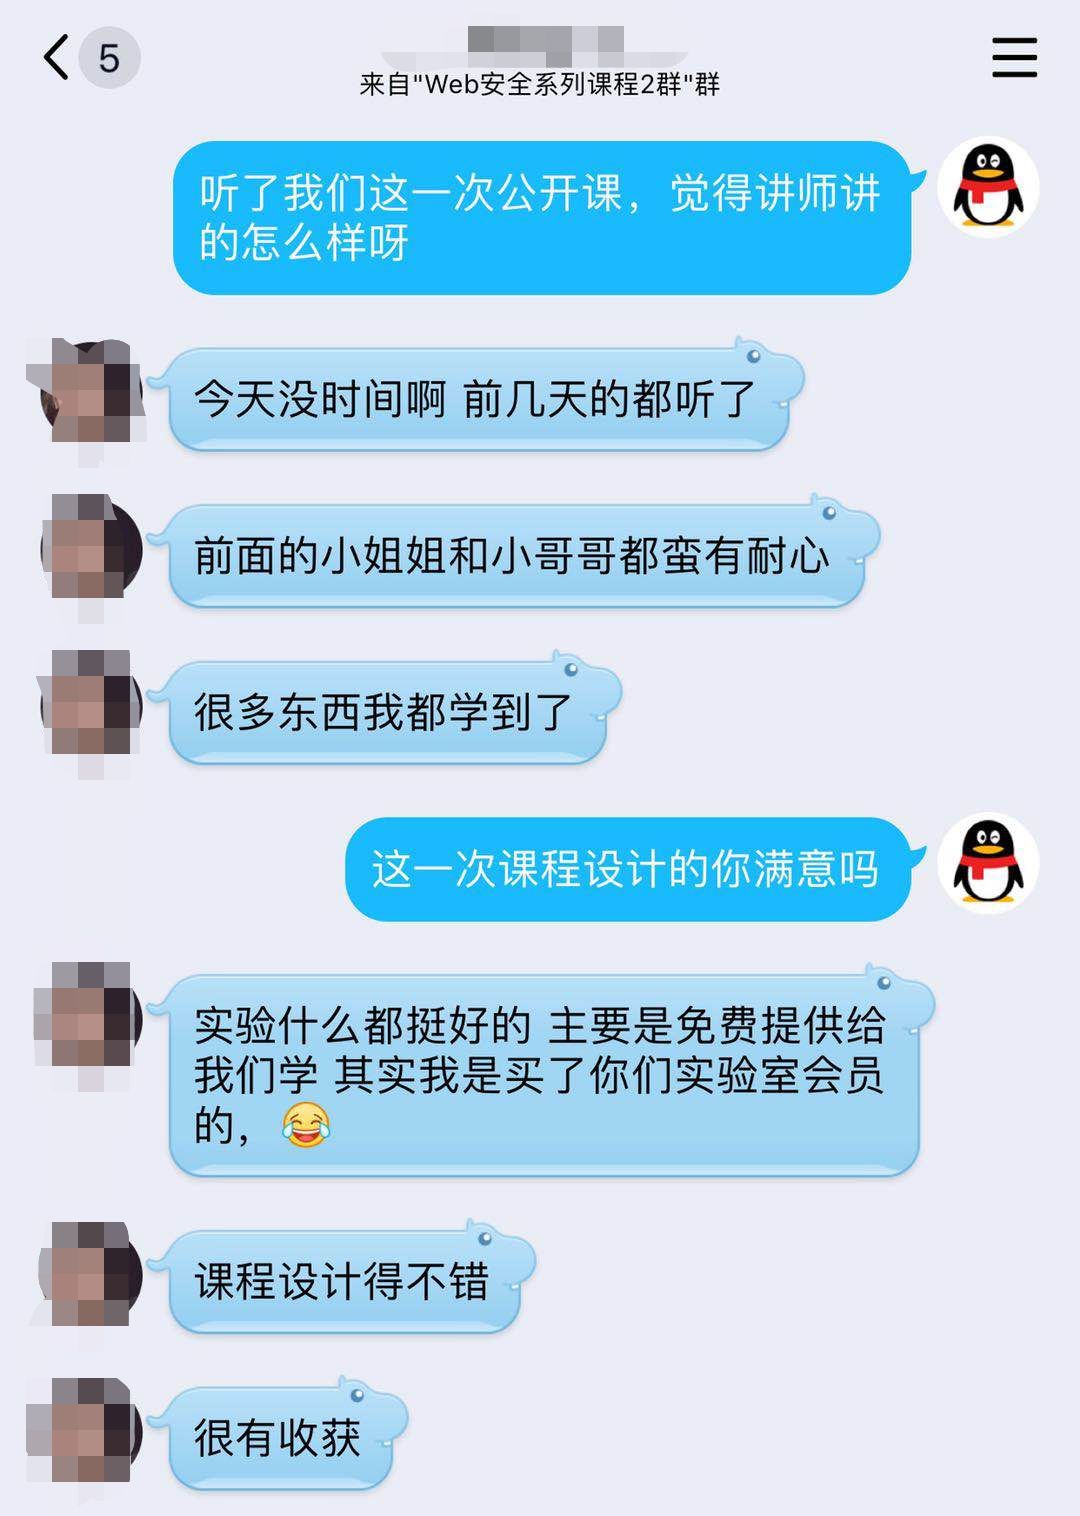 5
来自"Web安全系列课程2群"群
听了我们这一次公开课，觉得讲师讲
的怎么样呀
今天没时间啊 前几天的都听了
前面的小姐姐和小哥哥都蛮有耐心
很多东西我都学到了
这一次课程设计的你满意吗
实验什么都挺好的 主要是免费提供给
我们学 其实我是买了你们实验室会员
的，😂
课程设计得不错
很有收获